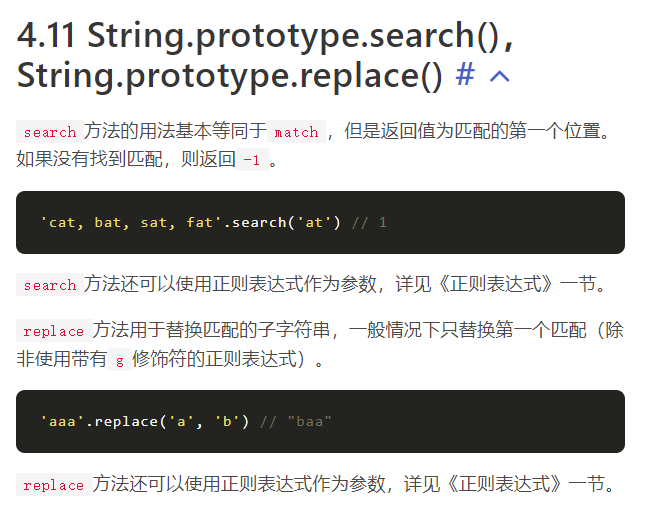 4.11 String.prototype.search()，
String.prototype.replace() #
search 方法的用法基本等同于 match ，但是返回值为匹配的第一个位置。
如果没有找到匹配，则返回 -1 。
'cat, bat, sat, fat'.search('at') // 1
search 方法还可以使用正则表达式作为参数，详见《正则表达式》一节。
replace 方法用于替换匹配的子字符串，一般情况下只替换第一个匹配（除
非使用带有 g 修饰符的正则表达式）。
'aaa'.replace('a', 'b') // "baa"
replace 方法还可以使用正则表达式作为参数，详见《正则表达式》一节。